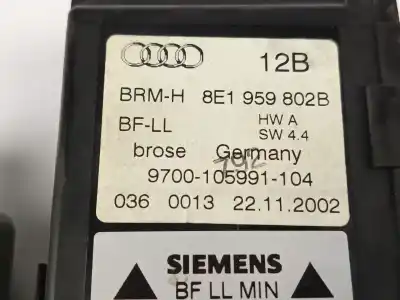 12B
BRM-H 8E1 959 802B
BF-LL HW A
SW 4.4
brose Germany
792
9700-105991-104
036 0013 22.11.2002
SIEMENS
BF LL MIN